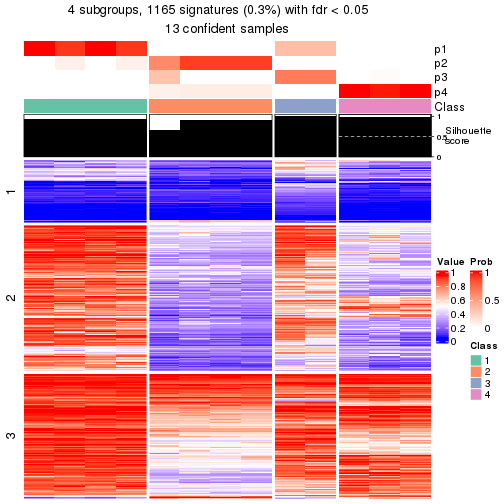 4 subgroups, 1165 signatures (0.3%) with fdr < 0.05
13 confident samples
p1
p2
p3
p4
Class
1
0.5
0
Silhouette
score
1
2
3
Value
1
0.8
0.6
0.4
0.2
0
Prob
1
0.5
0
Class
1
2
3
4